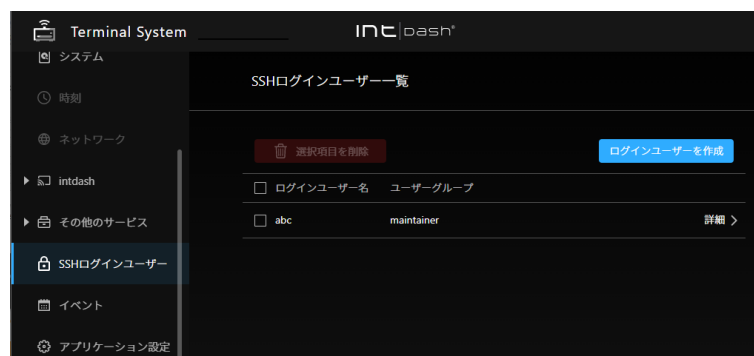 Terminal System
int|dash®
システム
時刻
ネットワーク
intdash
その他のサービス
SSHログインユーザー
イベント
アプリケーション設定
SSHログインユーザー一覧
選択項目を削除
ログインユーザーを作成
ログインユーザー名 ユーザーグループ
abc maintainer 詳細